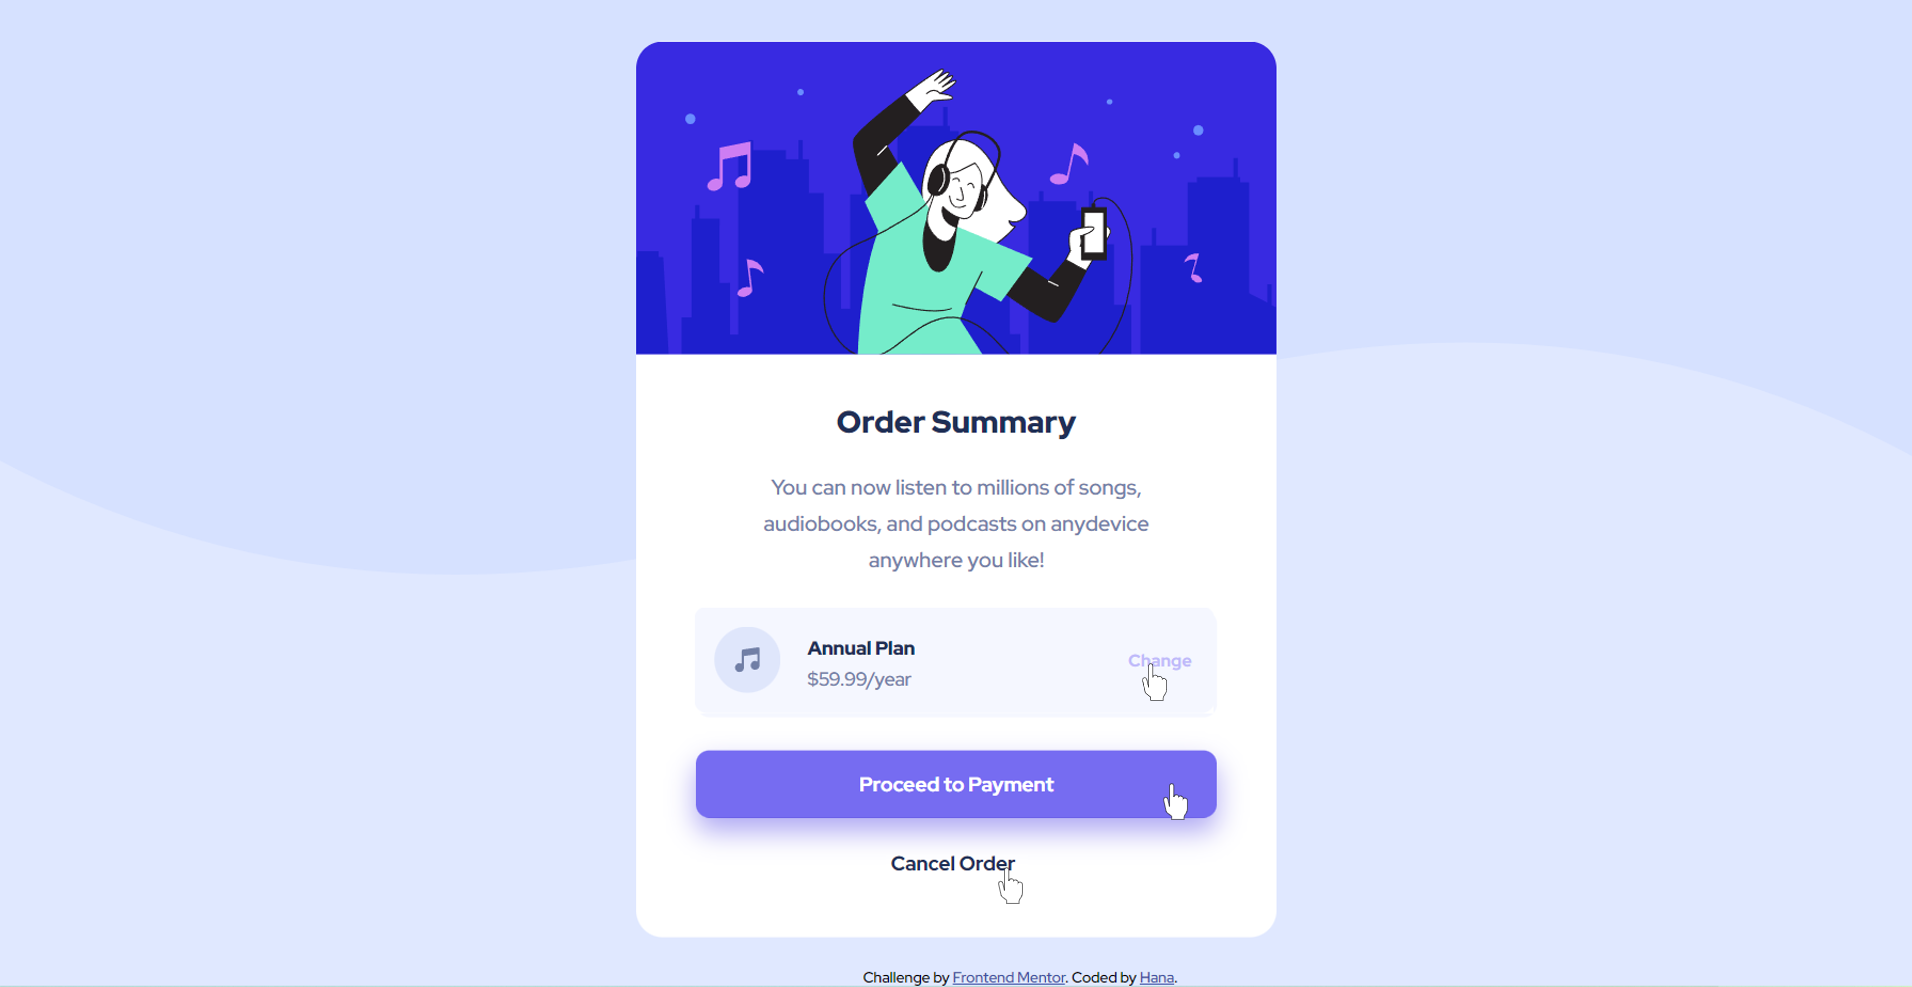 Order Summary
You can now listen to millions of songs,
audiobooks, and podcasts on anydevice
anywhere you like!
Annual Plan
$59.99/year
Change
Proceed to Payment
Cancel Order
Challenge by Frontend Mentor. Coded by Hana.